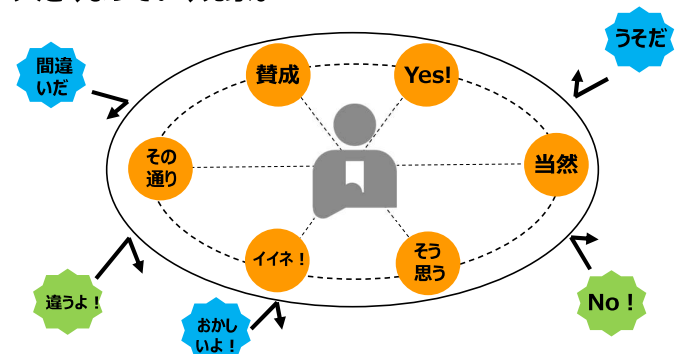 間違
いだ
賛成
Yes!
うそだ
その
通り
当然
イイネ！
そう
思う
違うよ！
おかし
いよ！
No！